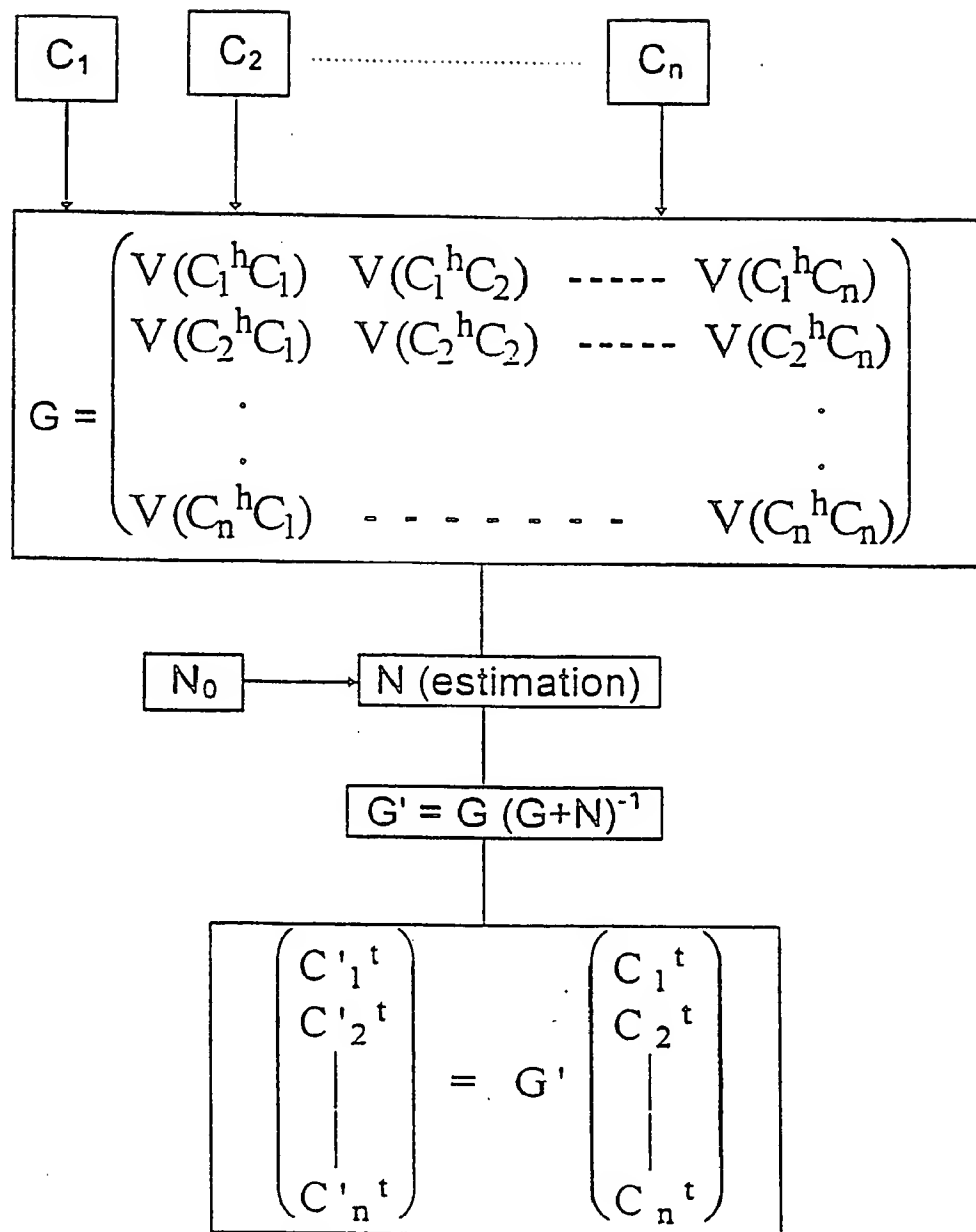 C₁ C₂ ........................ Cₙ
V(C₁ʰC₁) V(C₁ʰC₂) ----- V(C₁ʰCₙ)
V(C₂ʰC₁) V(C₂ʰC₂) ----- V(C₂ʰCₙ)
G =
V(CₙʰC₁) - - - - - - - V(CₙʰCₙ)
N₀ N (estimation)
G' = G (G+N)⁻¹
C'₁ᵗ C₁ᵗ
C'₂ᵗ C₂ᵗ
= G'
C'ₙᵗ Cₙᵗ